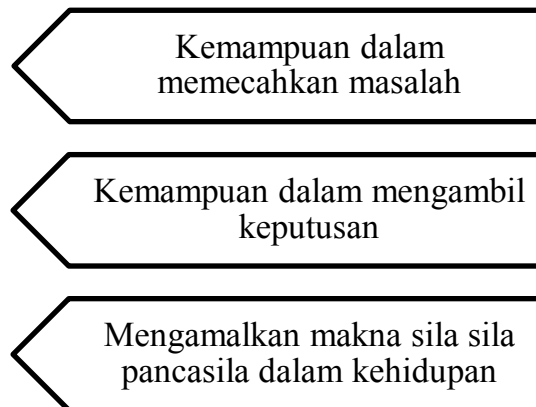 Kemampuan dalam
memecahkan masalah
Kemampuan dalam mengambil
keputusan
Mengamalkan makna sila sila
pancasila dalam kehidupan